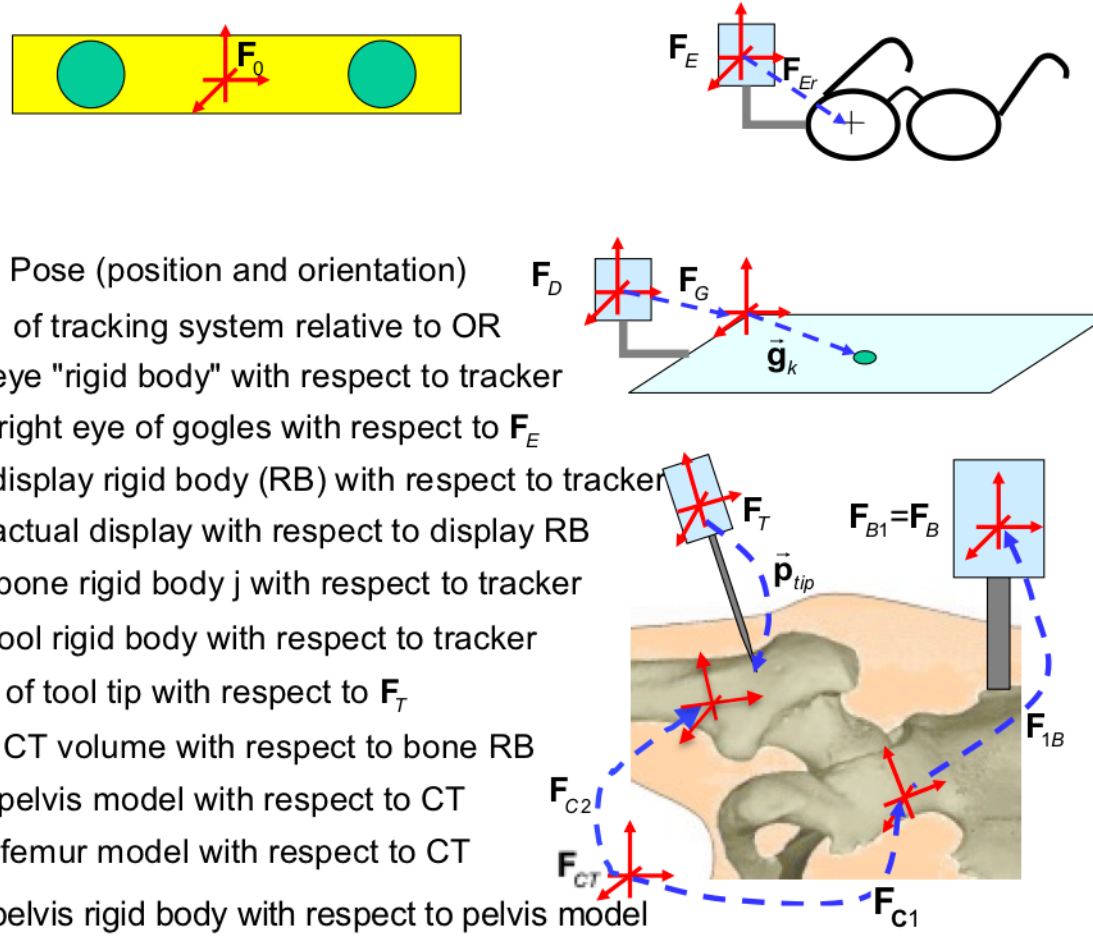 F0
FE
FEr
Pose (position and orientation)
of tracking system relative to OR
eye "rigid body" with respect to tracker
right eye of gogles with respect to FE
display rigid body (RB) with respect to tracker
actual display with respect to display RB
bone rigid body j with respect to tracker
ool rigid body with respect to tracker
of tool tip with respect to FT
CT volume with respect to bone RB
pelvis model with respect to CT
femur model with respect to CT
pelvis rigid body with respect to pelvis model
FD
FG
g⃗k
FT
FB1=FB
p⃗tip
F1B
FC2
FCT
FC1